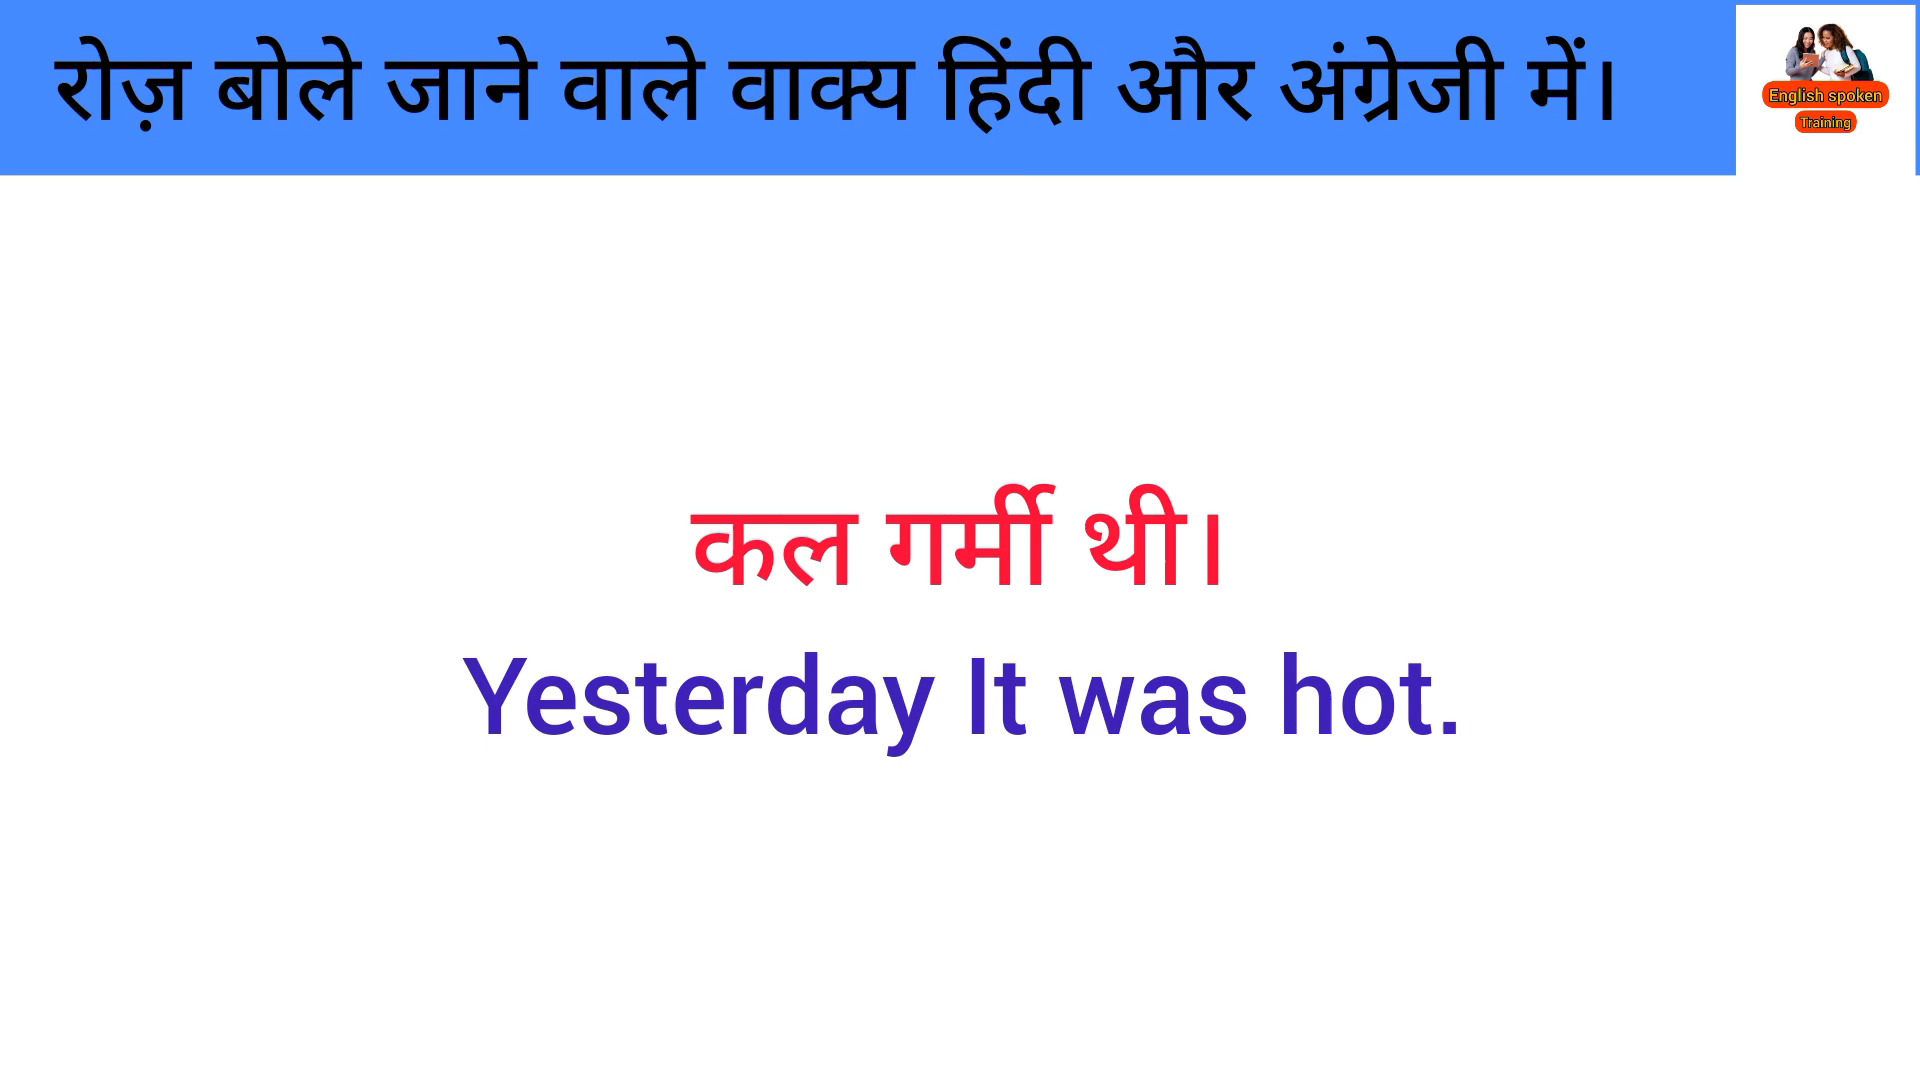 रोज़ बोले जाने वाले वाक्य हिंदी और अंग्रेजी में।
English spoken
Training
कल गर्मी थी।
Yesterday It was hot.